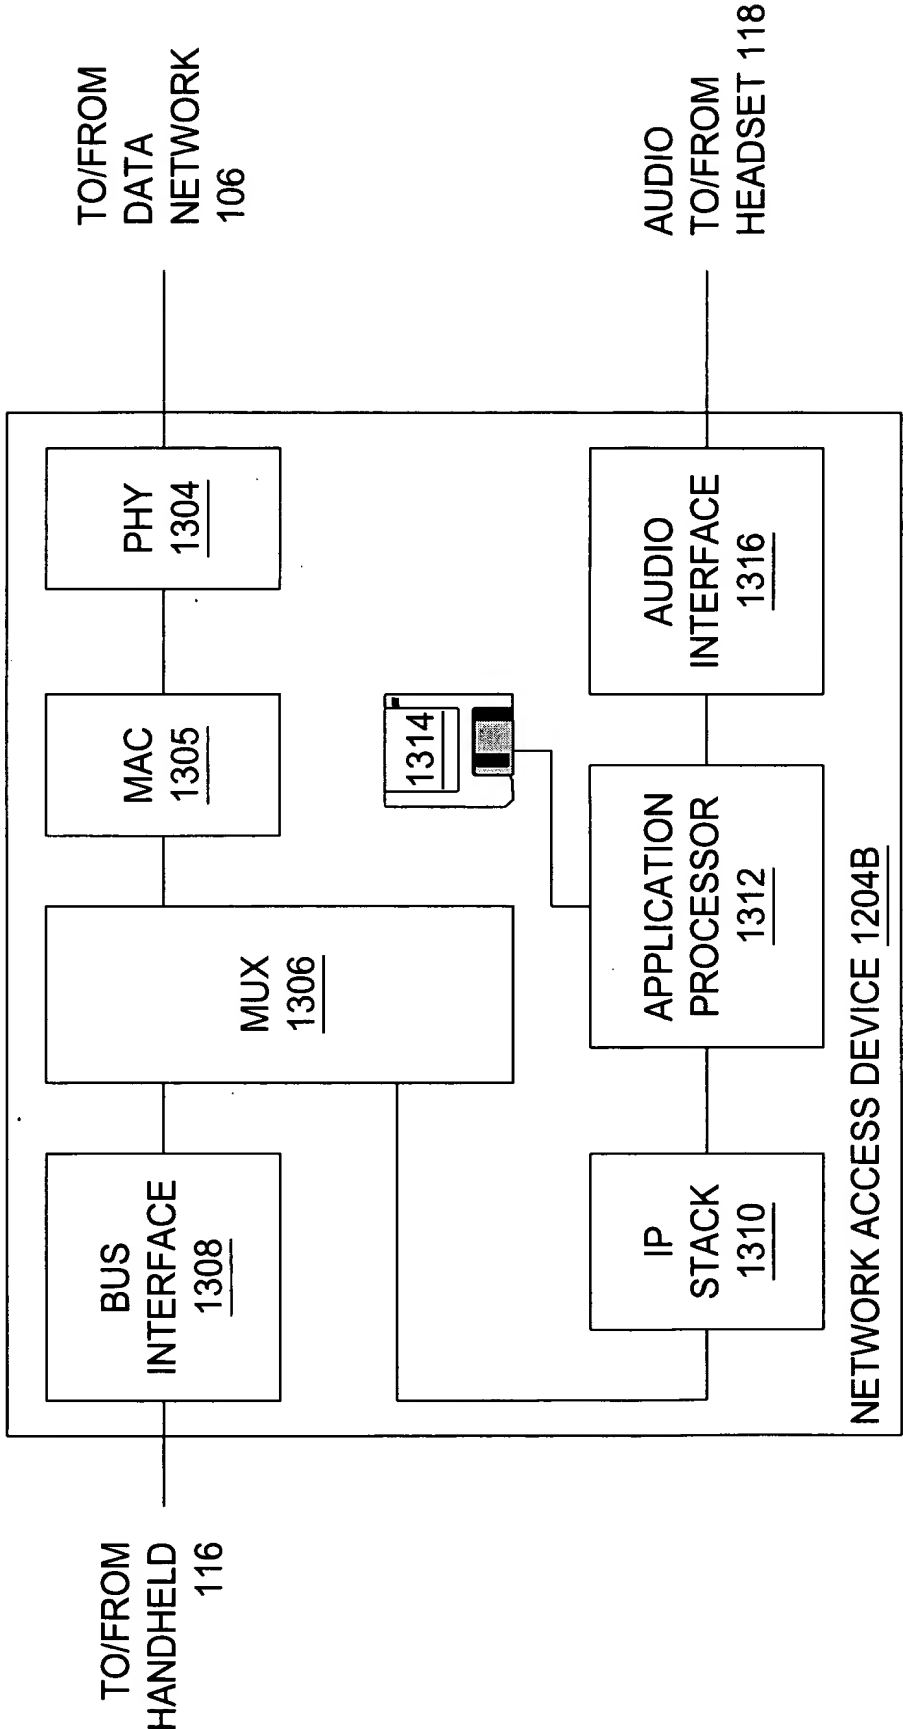 TO/FROM
HANDHELD
116
BUS
INTERFACE
1308
MUX
1306
MAC
1305
PHY
1304
TO/FROM
DATA
NETWORK
106
1314
IP
STACK
1310
APPLICATION
PROCESSOR
1312
AUDIO
INTERFACE
1316
AUDIO
TO/FROM
HEADSET 118
NETWORK ACCESS DEVICE 1204B